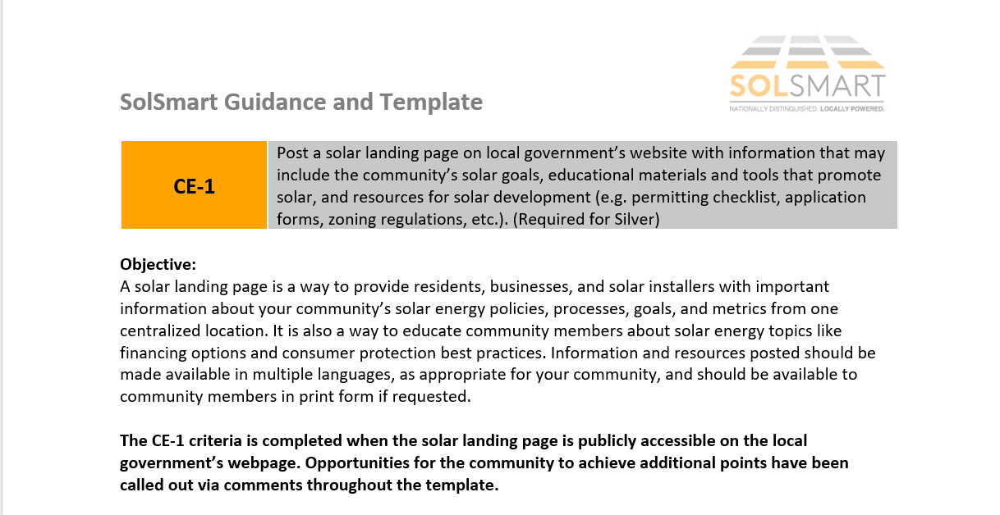 SOLSMART
NATIONALLY DISTINGUISHED. LOCALLY POWERED.
SolSmart Guidance and Template
CE-1
Post a solar landing page on local government’s website with information that may
include the community’s solar goals, educational materials and tools that promote
solar, and resources for solar development (e.g. permitting checklist, application
forms, zoning regulations, etc.). (Required for Silver)
Objective:
A solar landing page is a way to provide residents, businesses, and solar installers with important
information about your community’s solar energy policies, processes, goals, and metrics from one
centralized location. It is also a way to educate community members about solar energy topics like
financing options and consumer protection best practices. Information and resources posted should be
made available in multiple languages, as appropriate for your community, and should be available to
community members in print form if requested.
The CE-1 criteria is completed when the solar landing page is publicly accessible on the local
government’s webpage. Opportunities for the community to achieve additional points have been
called out via comments throughout the template.